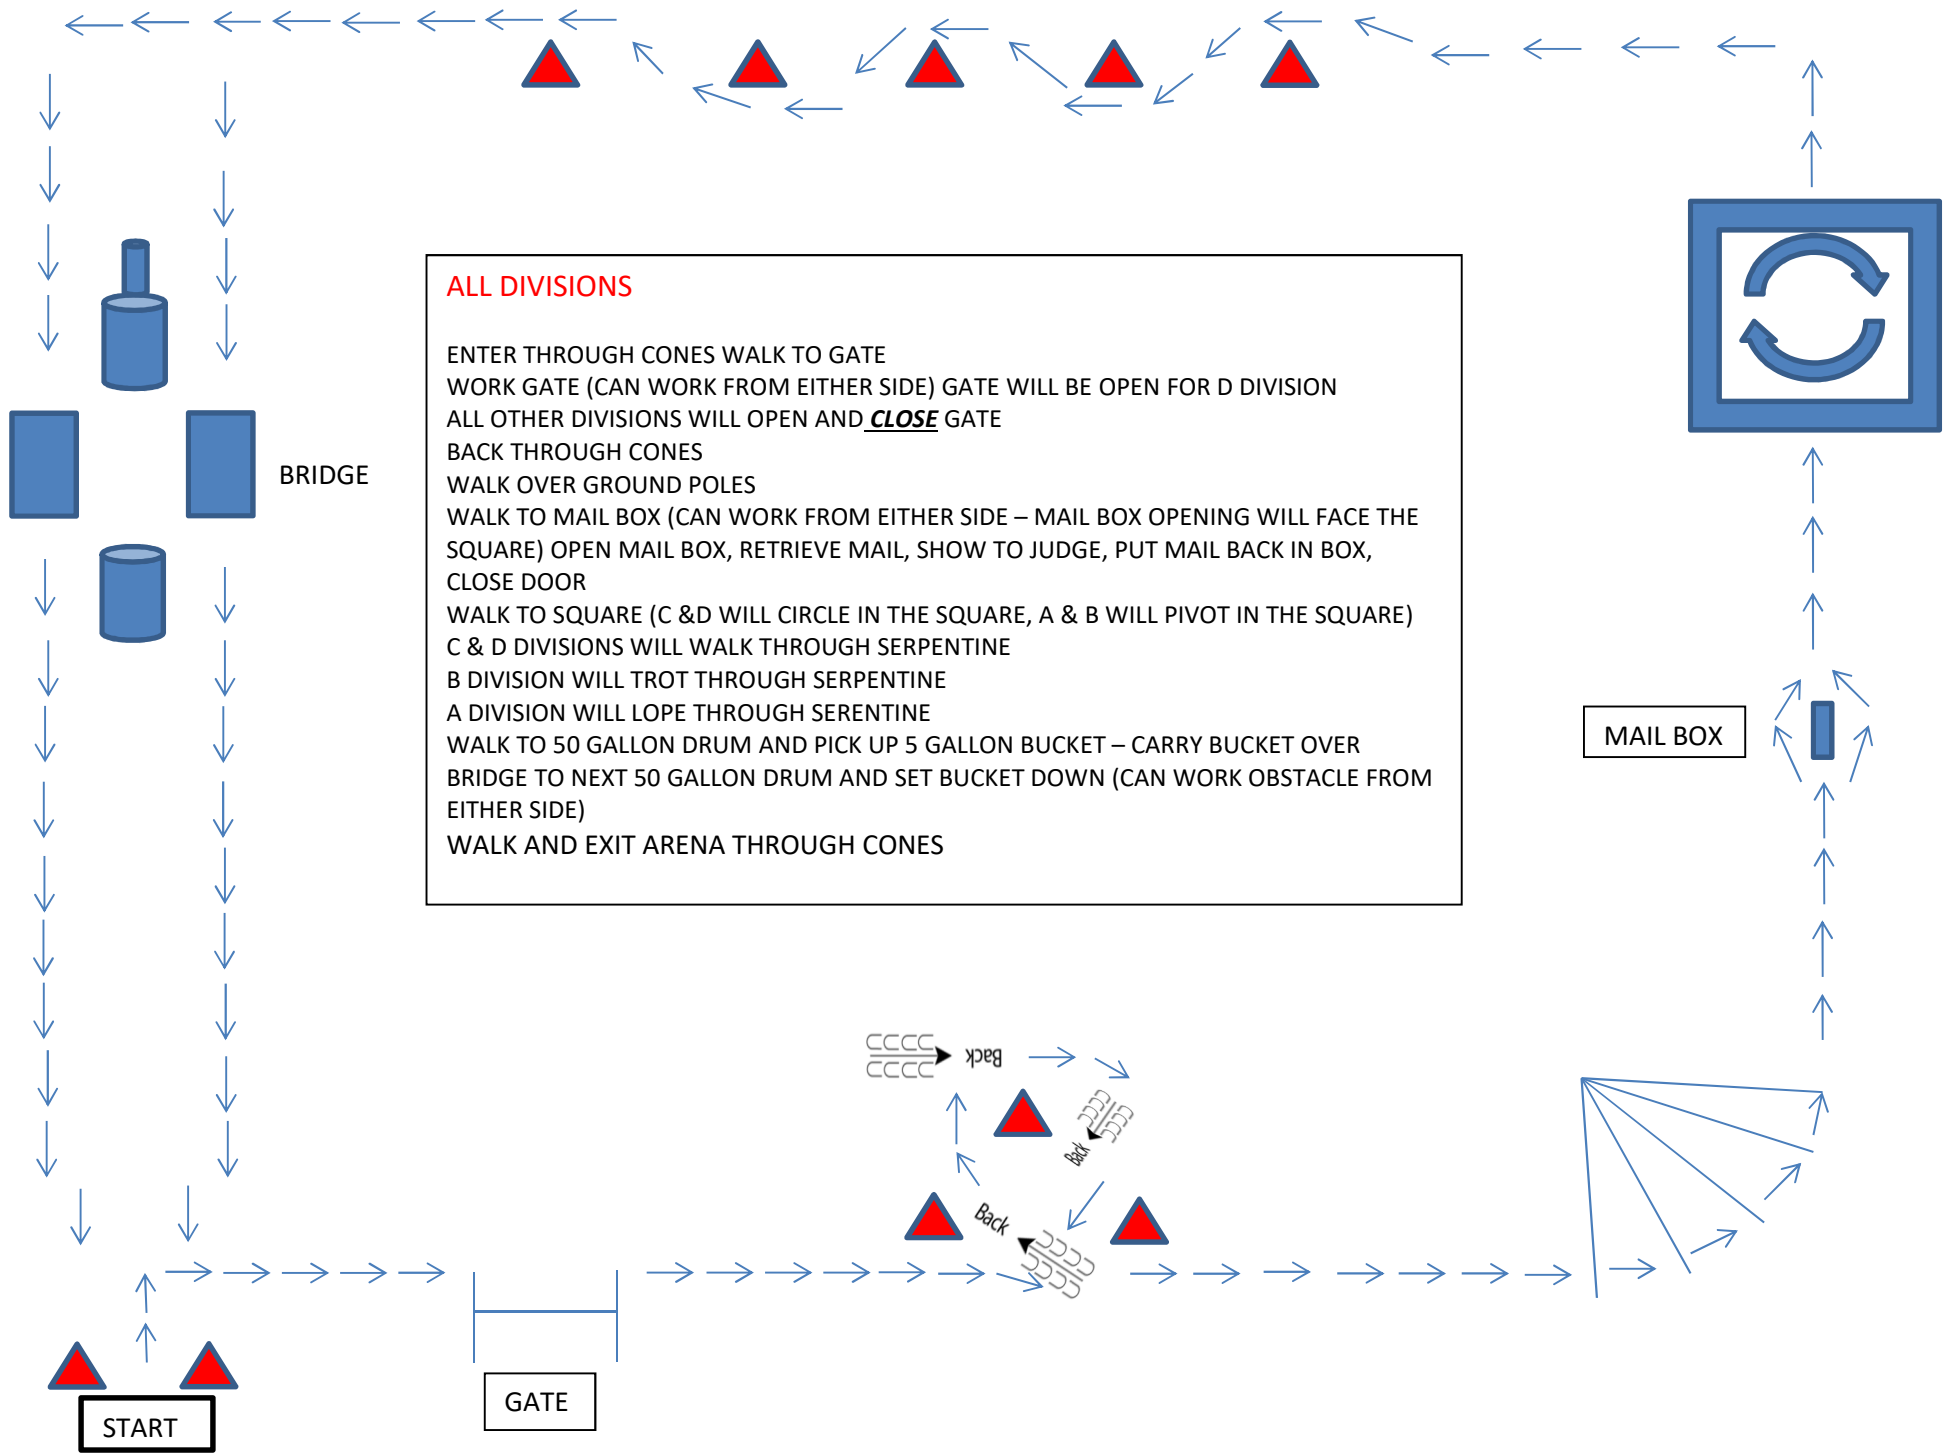 ALL DIVISIONS
ENTER THROUGH CONES WALK TO GATE
WORK GATE (CAN WORK FROM EITHER SIDE) GATE WILL BE OPEN FOR D DIVISION
ALL OTHER DIVISIONS WILL OPEN AND CLOSE GATE
BACK THROUGH CONES
WALK OVER GROUND POLES
WALK TO MAIL BOX (CAN WORK FROM EITHER SIDE – MAIL BOX OPENING WILL FACE THE
SQUARE) OPEN MAIL BOX, RETRIEVE MAIL, SHOW TO JUDGE, PUT MAIL BACK IN BOX,
CLOSE DOOR
WALK TO SQUARE (C &D WILL CIRCLE IN THE SQUARE, A & B WILL PIVOT IN THE SQUARE)
C & D DIVISIONS WILL WALK THROUGH SERPENTINE
B DIVISION WILL TROT THROUGH SERPENTINE
A DIVISION WILL LOPE THROUGH SERENTINE
WALK TO 50 GALLON DRUM AND PICK UP 5 GALLON BUCKET – CARRY BUCKET OVER
BRIDGE TO NEXT 50 GALLON DRUM AND SET BUCKET DOWN (CAN WORK OBSTACLE FROM
EITHER SIDE)
WALK AND EXIT ARENA THROUGH CONES
BRIDGE
MAIL BOX
Back
Back
Back
GATE
START